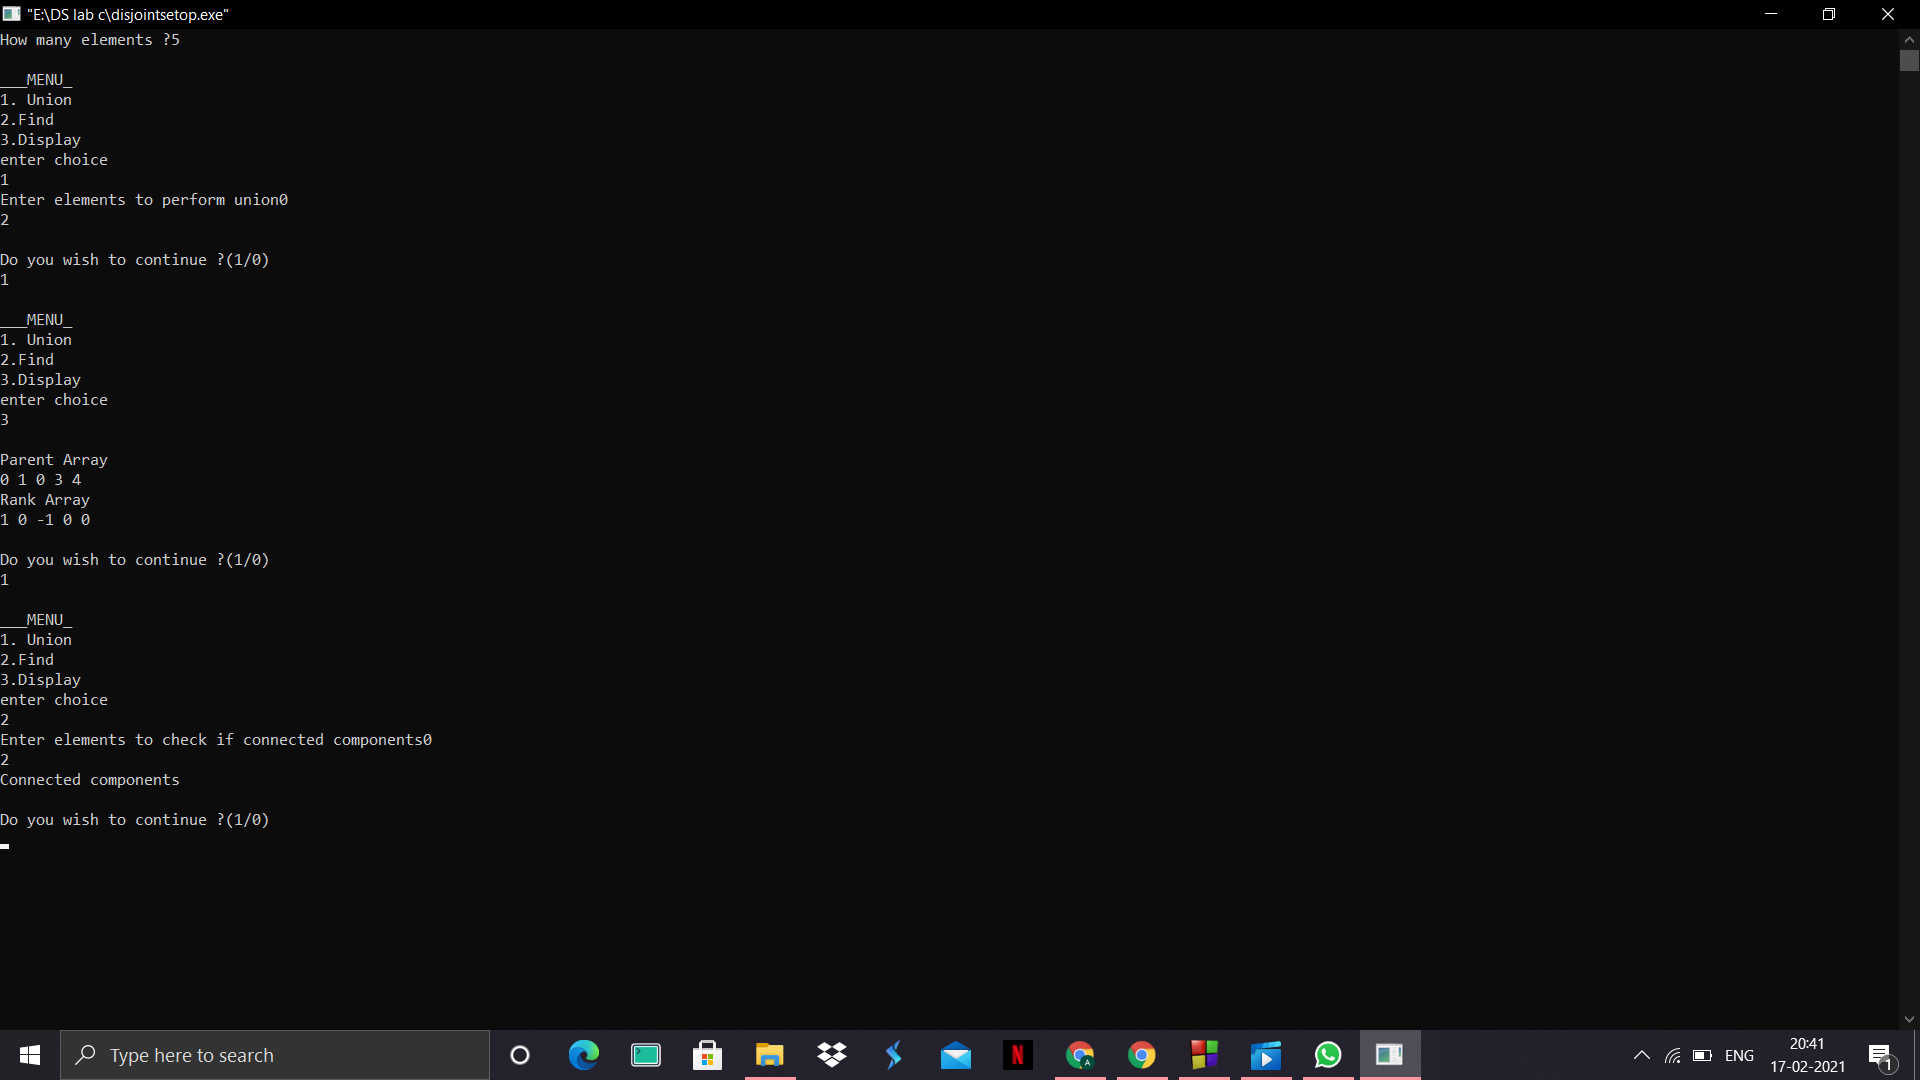 "E:\DS lab c\disjointsetop.exe"
How many elements ?5
___MENU_
1. Union
2.Find
3.Display
enter choice
1
Enter elements to perform union0
2
Do you wish to continue ?(1/0)
1
___MENU_
1. Union
2.Find
3.Display
enter choice
3
Parent Array
0 1 0 3 4
Rank Array
1 0 -1 0 0
Do you wish to continue ?(1/0)
1
___MENU_
1. Union
2.Find
3.Display
enter choice
2
Enter elements to check if connected components0
2
Connected components
Do you wish to continue ?(1/0)
Type here to search
N
A
ENG
20:41
17-02-2021
1